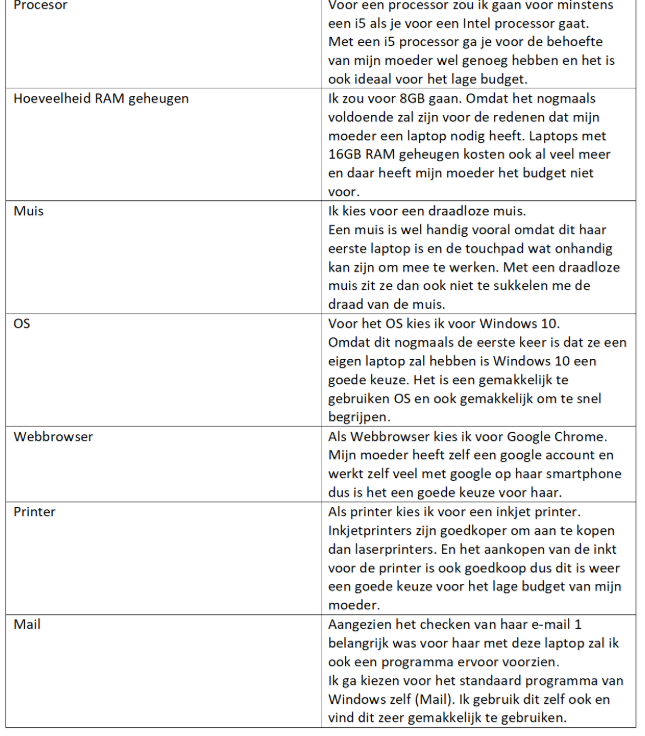 Procesor
Voor een processor zou ik gaan voor minstens
een i5 als je voor een Intel processor gaat.
Met een i5 processor ga je voor de behoefte
van mijn moeder wel genoeg hebben en het is
ook ideaal voor het lage budget.
Hoeveelheid RAM geheugen
Ik zou voor 8GB gaan. Omdat het nogmaals
voldoende zal zijn voor de redenen dat mijn
moeder een laptop nodig heeft. Laptops met
16GB RAM geheugen kosten ook al veel meer
en daar heeft mijn moeder het budget niet
voor.
Muis
Ik kies voor een draadloze muis.
Een muis is wel handig vooral omdat dit haar
eerste laptop is en de touchpad wat onhandig
kan zijn om mee te werken. Met een draadloze
muis zit ze dan ook niet te sukkelen me de
draad van de muis.
OS
Voor het OS kies ik voor Windows 10.
Omdat dit nogmaals de eerste keer is dat ze een
eigen laptop zal hebben is Windows 10 een
goede keuze. Het is een gemakkelijk te
gebruiken OS en ook gemakkelijk om te snel
begrijpen.
Webbrowser
Als Webbrowser kies ik voor Google Chrome.
Mijn moeder heeft zelf een google account en
werkt zelf veel met google op haar smartphone
dus is het een goede keuze voor haar.
Printer
Als printer kies ik voor een inkjet printer.
Inkjetprinters zijn goedkoper om aan te kopen
dan laserprinters. En het aankopen van de inkt
voor de printer is ook goedkoop dus dit is weer
een goede keuze voor het lage budget van mijn
moeder.
Mail
Aangezien het checken van haar e-mail 1
belangrijk was voor haar met deze laptop zal ik
ook een programma ervoor voorzien.
Ik ga kiezen voor het standaard programma van
Windows zelf (Mail). Ik gebruik dit zelf ook en
vind dit zeer gemakkelijk te gebruiken.